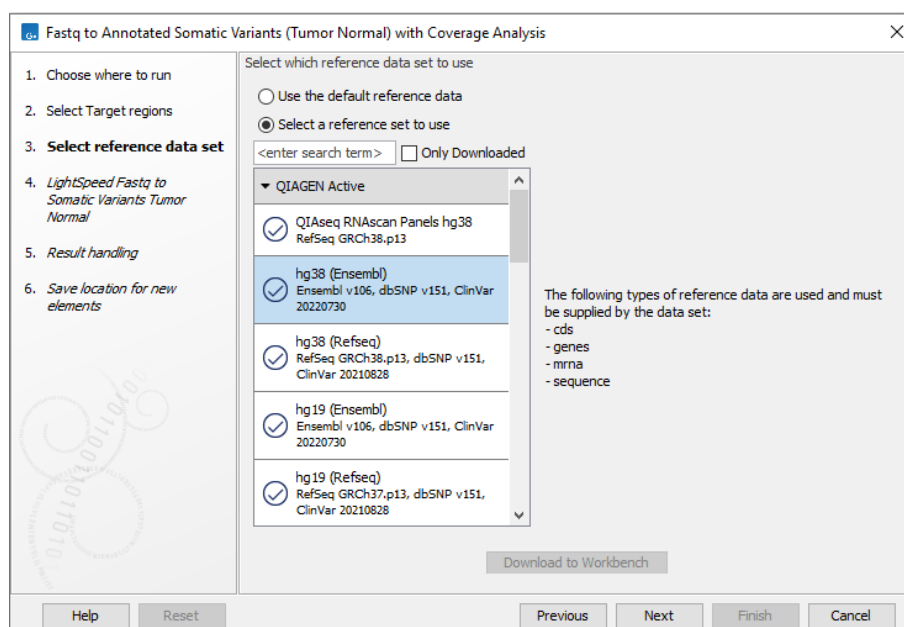 Fastq to Annotated Somatic Variants (Tumor Normal) with Coverage Analysis
1. Choose where to run
2. Select Target regions
3. Select reference data set
4. LightSpeed Fastq to
Somatic Variants Tumor
Normal
5. Result handling
6. Save location for new
elements
Select which reference data set to use
Use the default reference data
Select a reference set to use
<enter search term> Only Downloaded
QIAGEN Active
QIAseq RNAscan Panels hg38
RefSeq GRCh38.p13
hg38 (Ensembl)
Ensembl v106, dbSNP v151, ClinVar
20220730
hg38 (Refseq)
RefSeq GRCh38.p13, dbSNP v151,
ClinVar 20210828
hg19 (Ensembl)
Ensembl v106, dbSNP v151, ClinVar
20220730
hg19 (Refseq)
RefSeq GRCh37.p13, dbSNP v151,
ClinVar 20210828
The following types of reference data are used and must
be supplied by the data set:
- cds
- genes
- mrna
- sequence
Download to Workbench
Help Reset Previous Next Finish Cancel